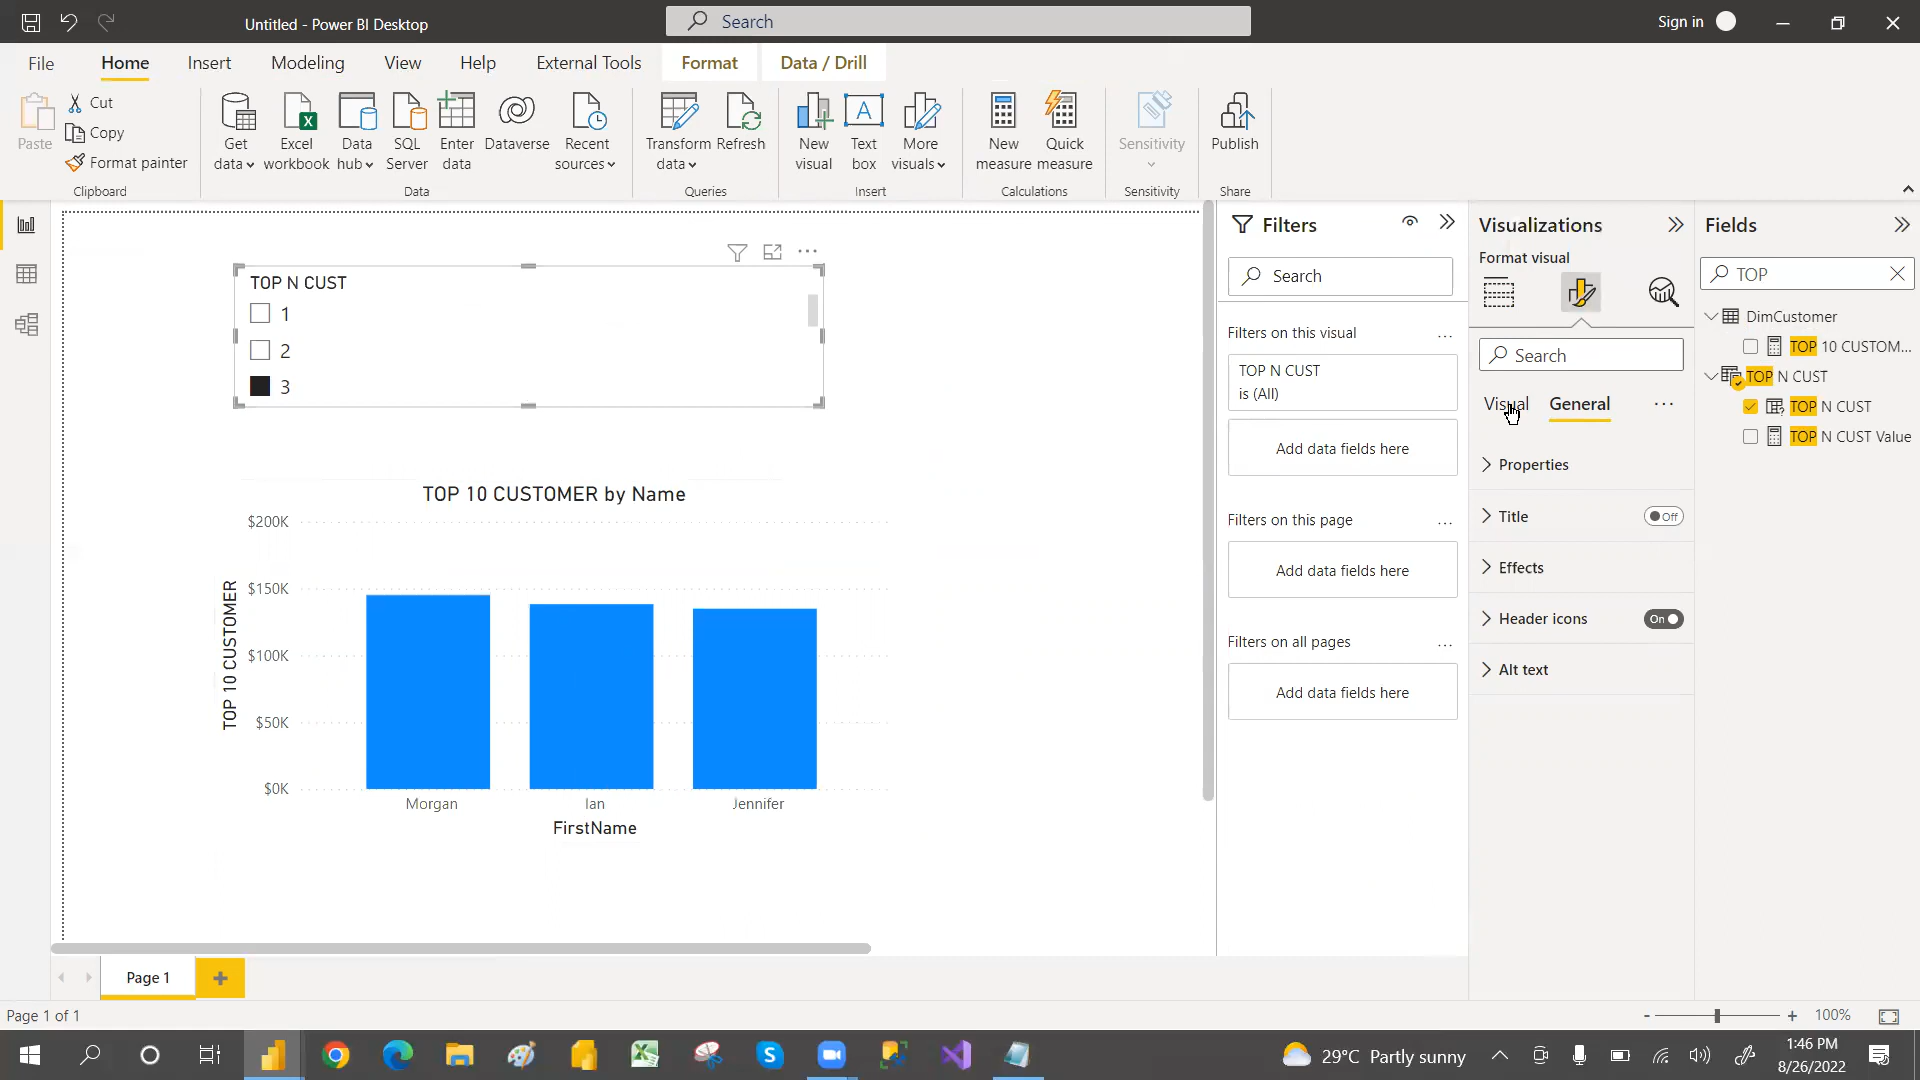 Untitled - Power BI Desktop
Search
Sign in
File
Home
Insert
Modeling
View
Help
External Tools
Format
Data / Drill
Paste
Cut
Copy
Format painter
Clipboard
Get data
Excel workbook
Data hub
SQL Server
Enter data
Dataverse
Recent sources
Data
Transform data
Refresh
Queries
New visual
Text box
More visuals
Insert
New measure
Quick measure
Calculations
Sensitivity
Sensitivity
Publish
Share
TOP N CUST
1
2
3
TOP 10 CUSTOMER by Name
TOP 10 CUSTOMER
$200K
$150K
$100K
$50K
$0K
Morgan
Ian
Jennifer
FirstName
Filters
Search
Filters on this visual
...
TOP N CUST
is (All)
Add data fields here
Filters on this page
...
Add data fields here
Filters on all pages
...
Add data fields here
Visualizations
Format visual
Search
Visual
General
...
Properties
Title
Off
Effects
Header icons
On
Alt text
Fields
TOP
DimCustomer
TOP 10 CUSTOM...
TOP N CUST
TOP N CUST
TOP N CUST Value
Page 1
Page 1 of 1
- + 100%
29°C Partly sunny
1:46 PM
8/26/2022